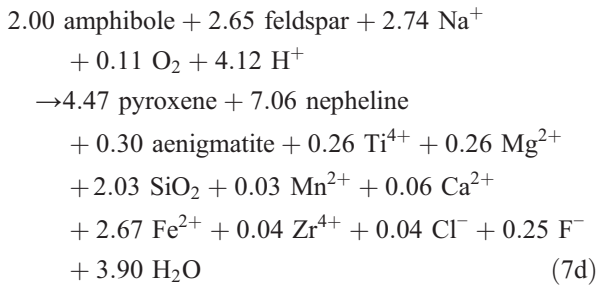 2.00 amphibole + 2.65 feldspar + 2.74 Na⁺
+ 0.11 O₂ + 4.12 H⁺
→4.47 pyroxene + 7.06 nepheline
+ 0.30 aenigmatite + 0.26 Ti⁴⁺ + 0.26 Mg²⁺
+2.03 SiO₂ + 0.03 Mn²⁺ + 0.06 Ca²⁺
+ 2.67 Fe²⁺ + 0.04 Zr⁴⁺ + 0.04 Cl⁻ + 0.25 F⁻
+ 3.90 H₂O (7d)